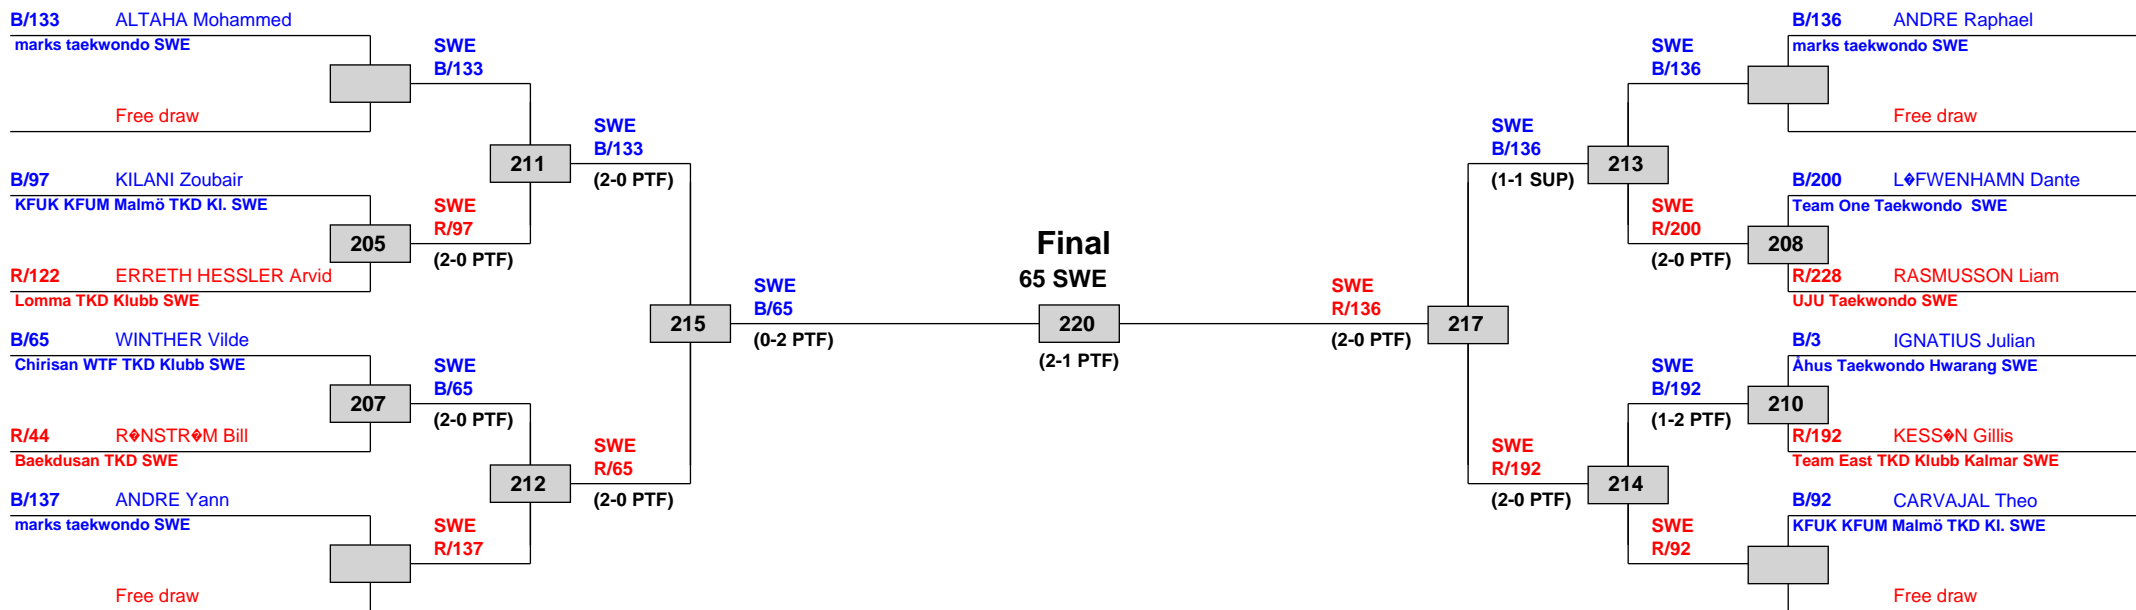 B/133 ALTAHA Mohammed
marks taekwondo SWE
Free draw
SWE
B/133
B/97 KILANI Zoubair
KFUK KFUM Malmö TKD Kl. SWE
205
R/122 ERRETH HESSLER Arvid
Lomma TKD Klubb SWE
SWE
R/97
(2-0 PTF)
211
SWE
B/133
(2-0 PTF)
B/65 WINTHER Vilde
Chirisan WTF TKD Klubb SWE
207
R/44 R�NSTR�M Bill
Baekdusan TKD SWE
SWE
B/65
(2-0 PTF)
B/137 ANDRE Yann
marks taekwondo SWE
Free draw
SWE
R/137
212
SWE
R/65
(2-0 PTF)
215
SWE
B/65
(0-2 PTF)
Final
65 SWE
220
(2-1 PTF)
SWE
R/136
(2-0 PTF)
217
SWE
B/136
(1-1 SUP)
213
SWE
B/136
B/136 ANDRE Raphael
marks taekwondo SWE
Free draw
SWE
R/200
(2-0 PTF)
208
B/200 L�FWENHAMN Dante
Team One Taekwondo SWE
R/228 RASMUSSON Liam
UJU Taekwondo SWE
SWE
R/192
(2-0 PTF)
214
SWE
B/192
(1-2 PTF)
210
B/3 IGNATIUS Julian
Åhus Taekwondo Hwarang SWE
R/192 KESS�N Gillis
Team East TKD Klubb Kalmar SWE
SWE
R/92
B/92 CARVAJAL Theo
KFUK KFUM Malmö TKD Kl. SWE
Free draw